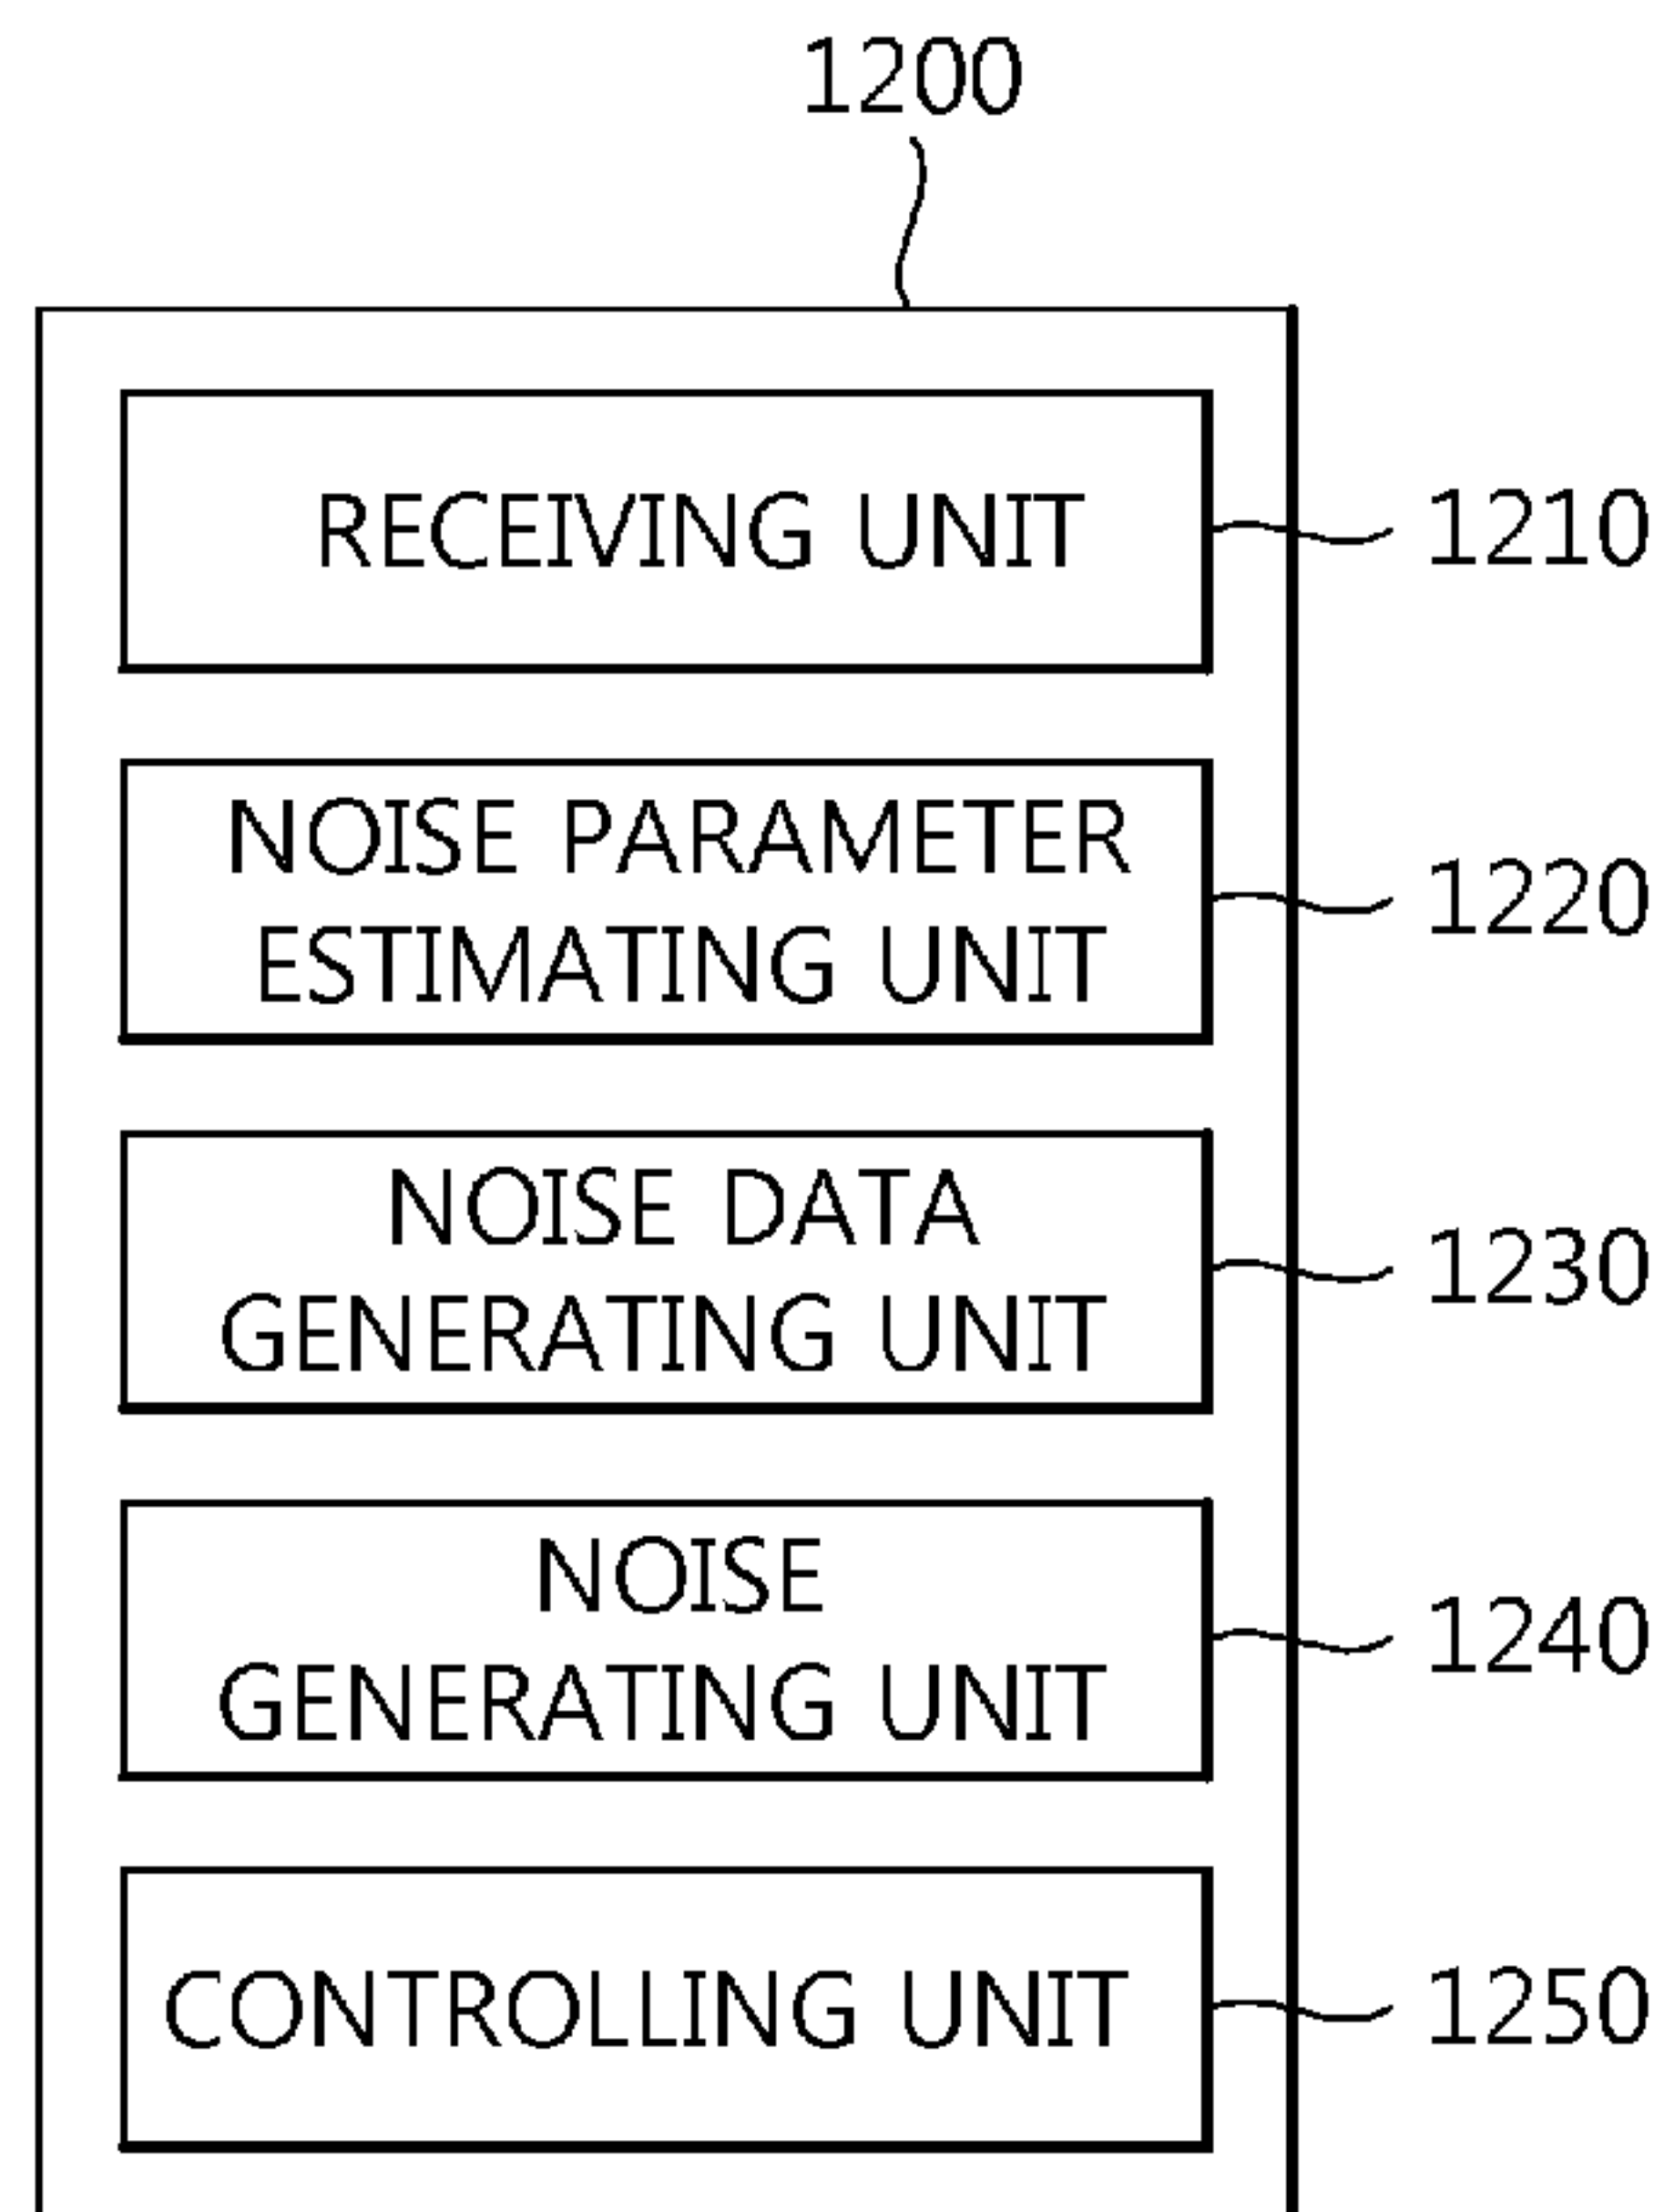 1200
RECEIVING UNIT
1210
NOISE PARAMETER
ESTIMATING UNIT
1220
NOISE DATA
GENERATING UNIT
1230
NOISE
GENERATING UNIT
1240
CONTROLLING UNIT
1250